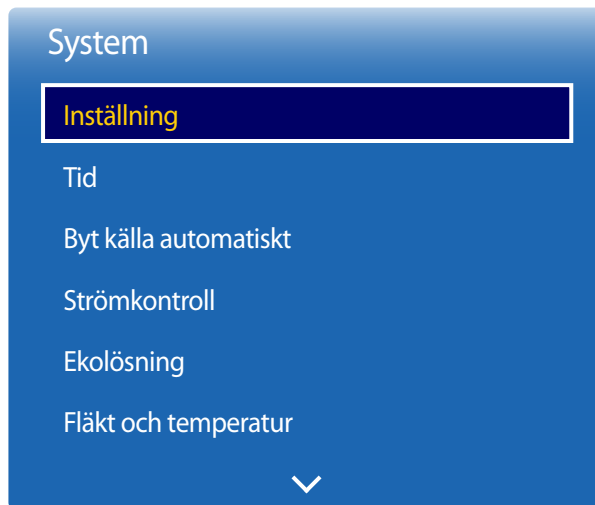 System
Inställning
Tid
Byt källa automatiskt
Strömkontroll
Ekolösning
Fläkt och temperatur